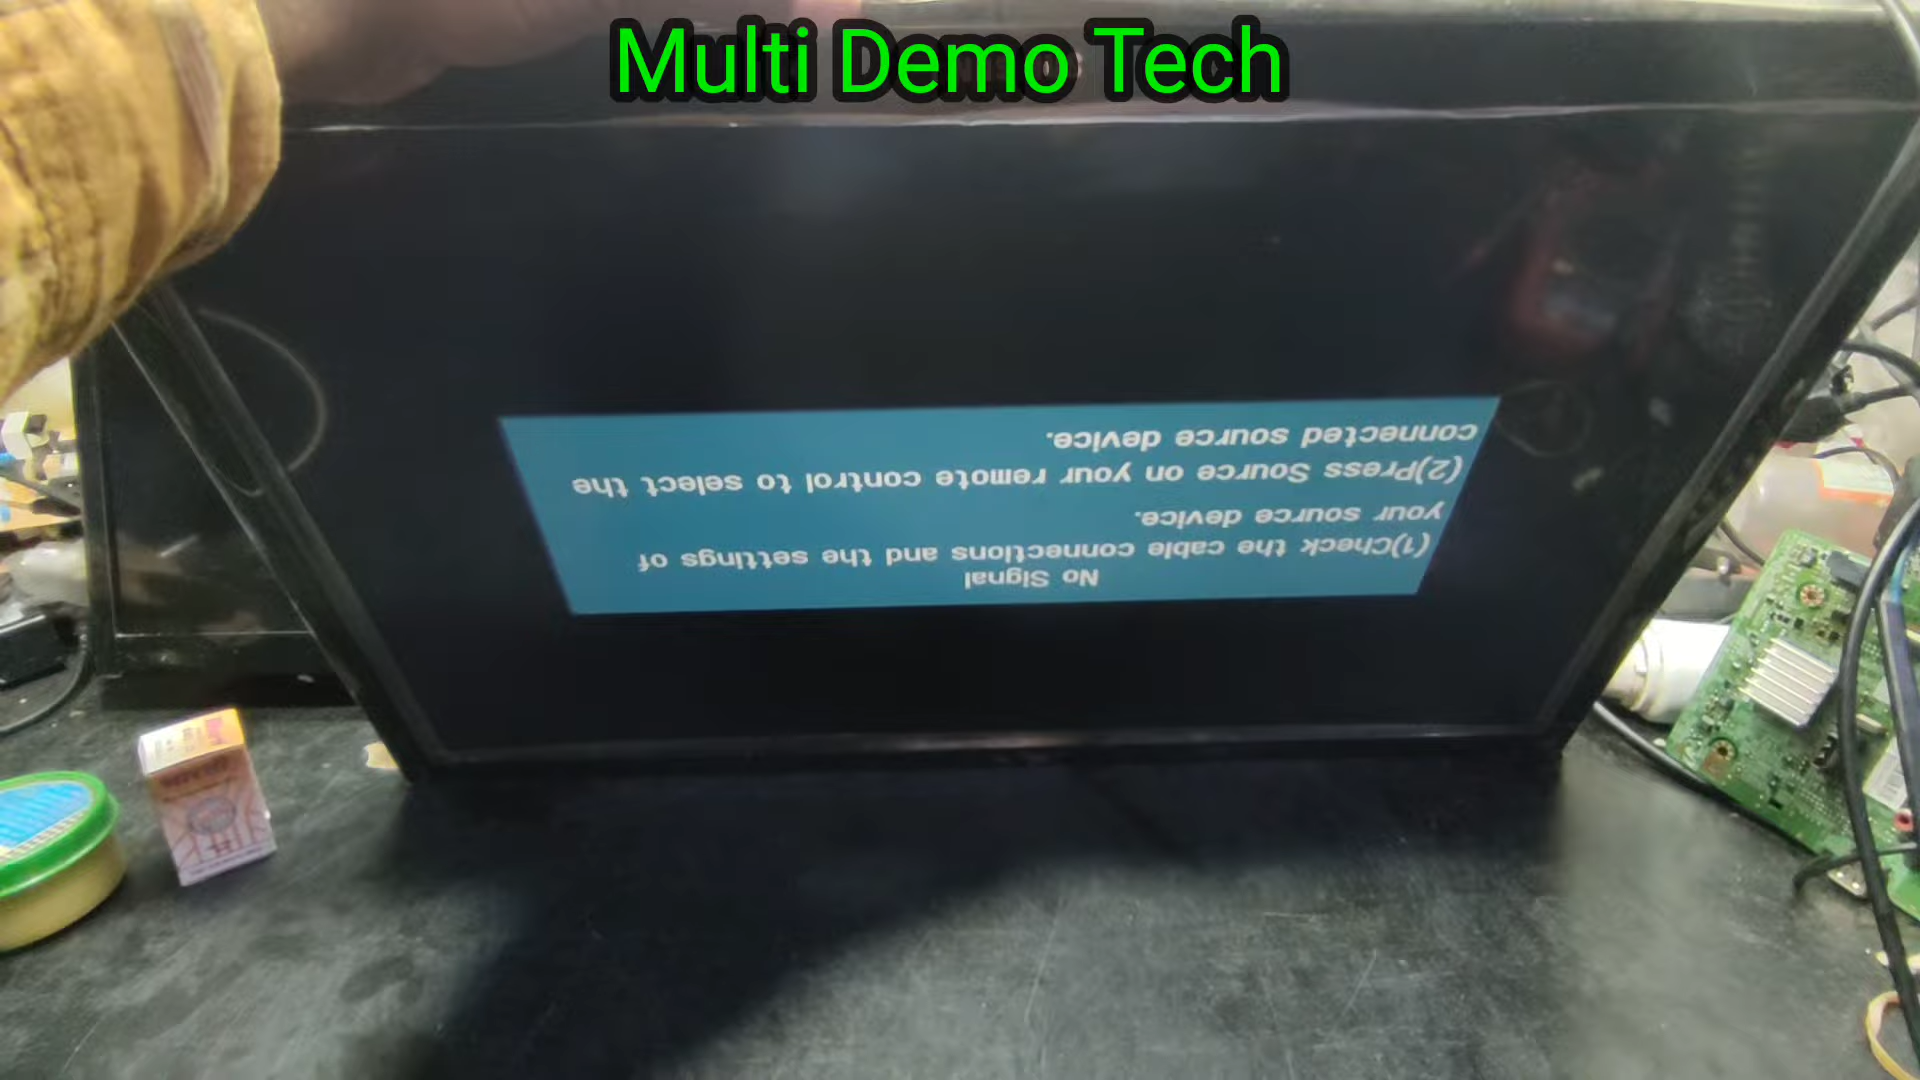 Multi Demo Tech
No Signal
(1)Check the cable connections and the settings of
your source device.
(2)Press Source on your remote control to select the
connected source device.